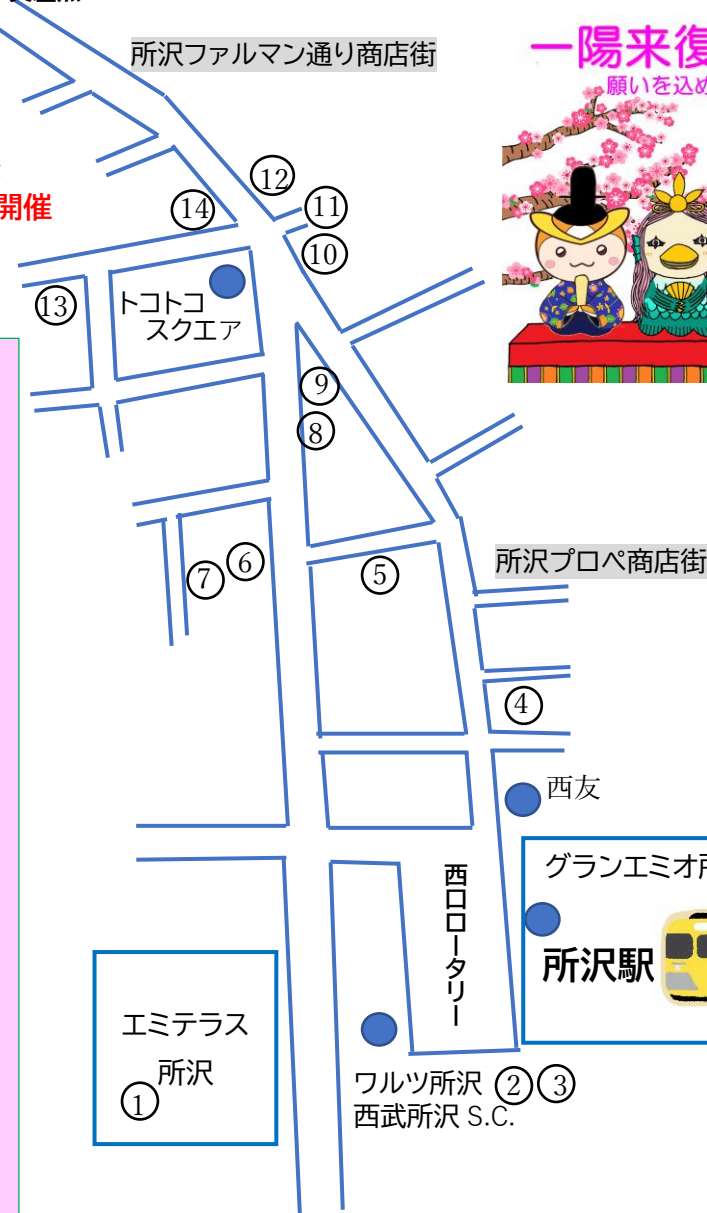 所沢ファルマン通り商店街
一陽来復
願いを込め
開催
⑫
⑪
⑭
⑩
⑬
トコトコ
スクエア
⑨
⑧
所沢プロペ商店街
⑦
⑥
⑤
④
西友
グランエミオ所
西口ロータリー
所沢駅
エミテラス
所沢
①
ワルツ所沢 ② ③
西武所沢 S.C.